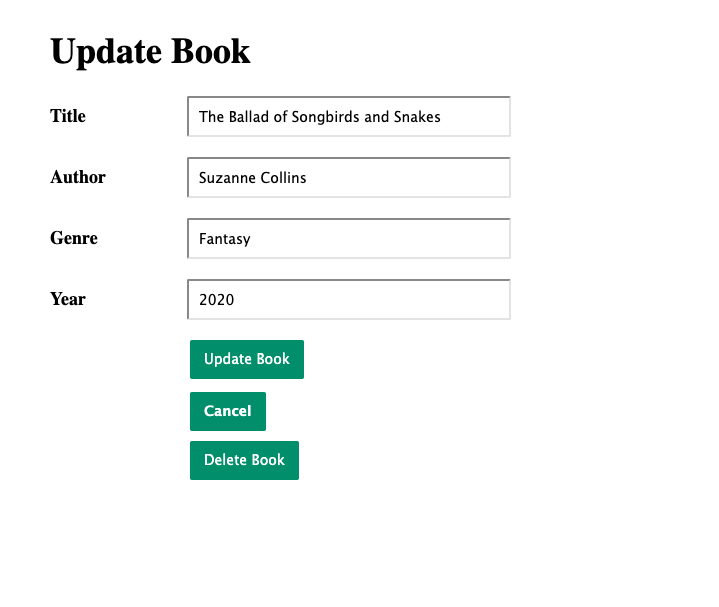 Update Book
Title The Ballad of Songbirds and Snakes
Author Suzanne Collins
Genre Fantasy
Year 2020
Update Book
Cancel
Delete Book